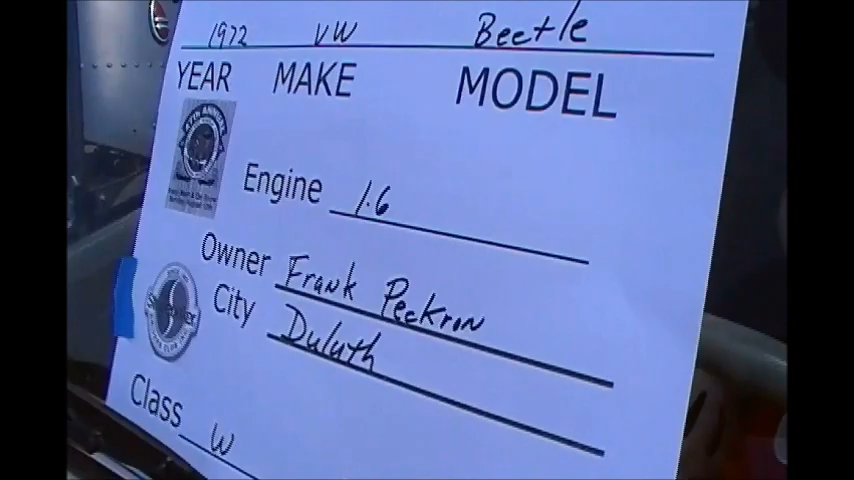 1972 VW Beetle
YEAR MAKE MODEL
Engine 1.6
Owner Frank Peckron
City Duluth
Class W